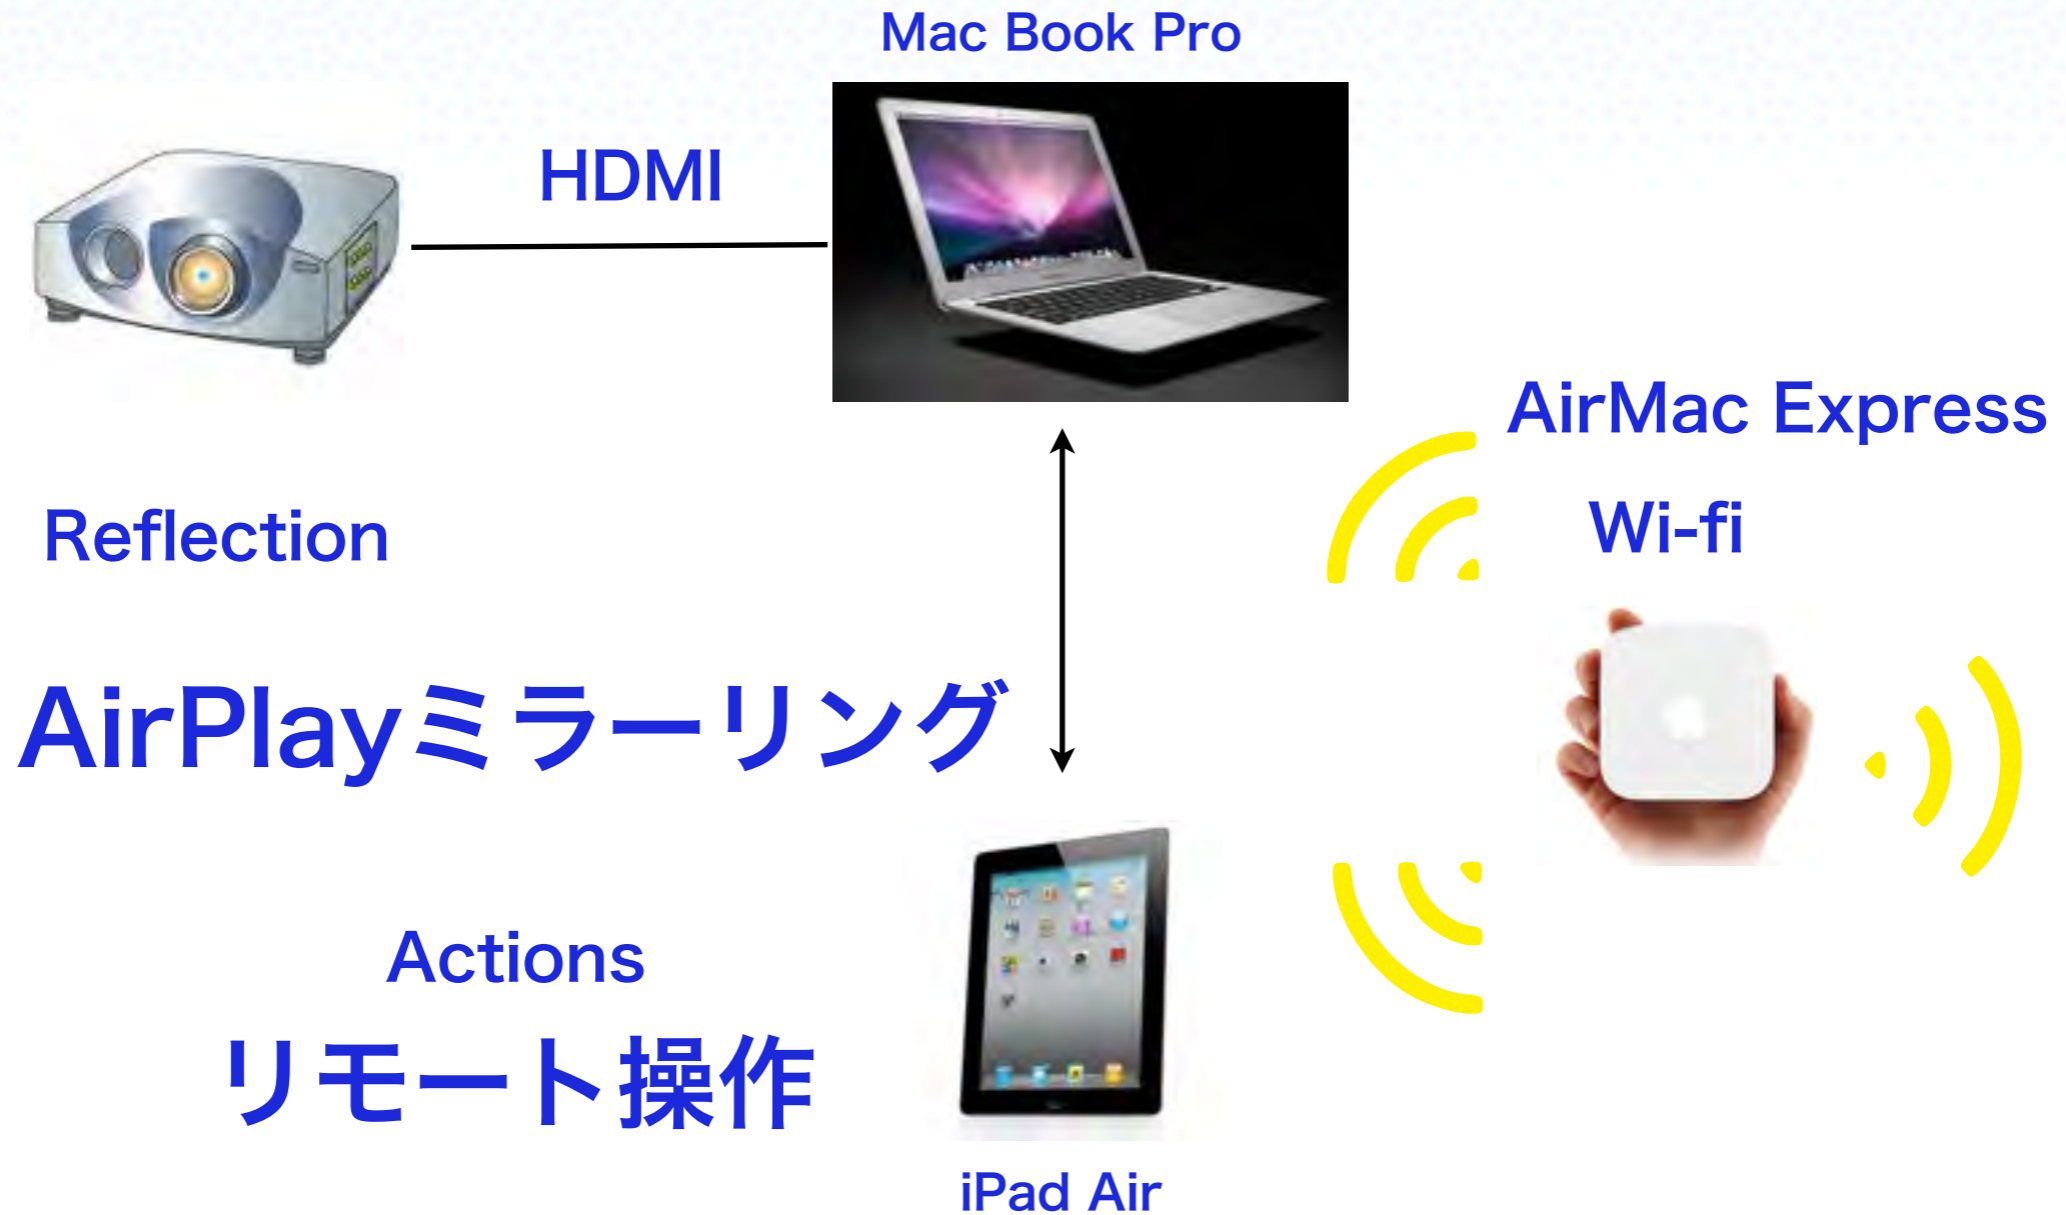 Mac Book Pro
HDMI
AirMac Express
Wi-fi
Reflection
AirPlayミラーリング
Actions
リモート操作
iPad Air